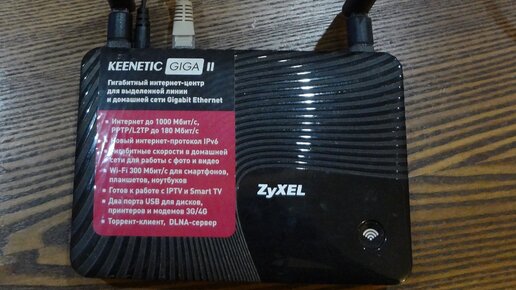 KEENETIC GIGA II
Гигабитный интернет-центр
для выделенной линии
и домашней сети Gigabit Ethernet
• Интернет до 1000 Мбит/с,
PPTP/L2TP до 180 Мбит/с
• Новый интернет-протокол IPv6
• Гигабитные скорости в домашней
сети для работы с фото и видео
• Wi-Fi 300 Мбит/с для смартфонов,
планшетов, ноутбуков
• Готов к работе с IPTV и Smart TV
• Два порта USB для дисков,
принтеров и модемов 3G/4G
• Торрент-клиент, DLNA-сервер
ZyXEL